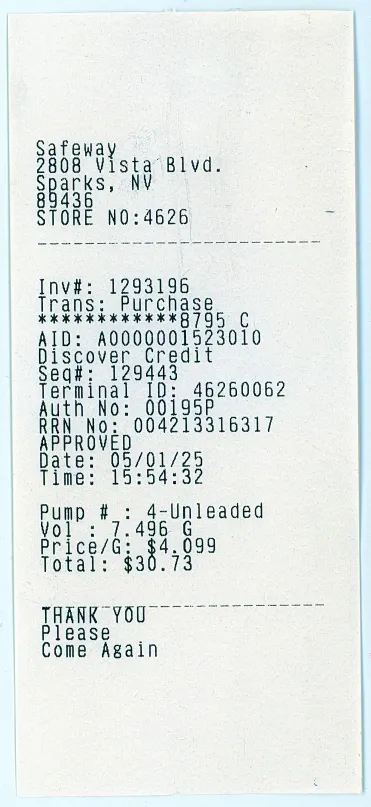 Safeway
2808 Vista Blvd.
Sparks, NV
89436
STORE NO:4626
Inv#: 1293196
Trans: Purchase
************8795 C
AID: A0000001523010
Discover Credit
Seq#: 129443
Terminal ID: 46260062
Auth No: 00195P
RRN No: 004213316317
APPROVED
Date: 05/01/25
Time: 15:54:32
Pump # : 4-Unleaded
Vol : 7.496 G
Price/G: $4.099
Total: $30.73
THANK YOU
Please
Come Again